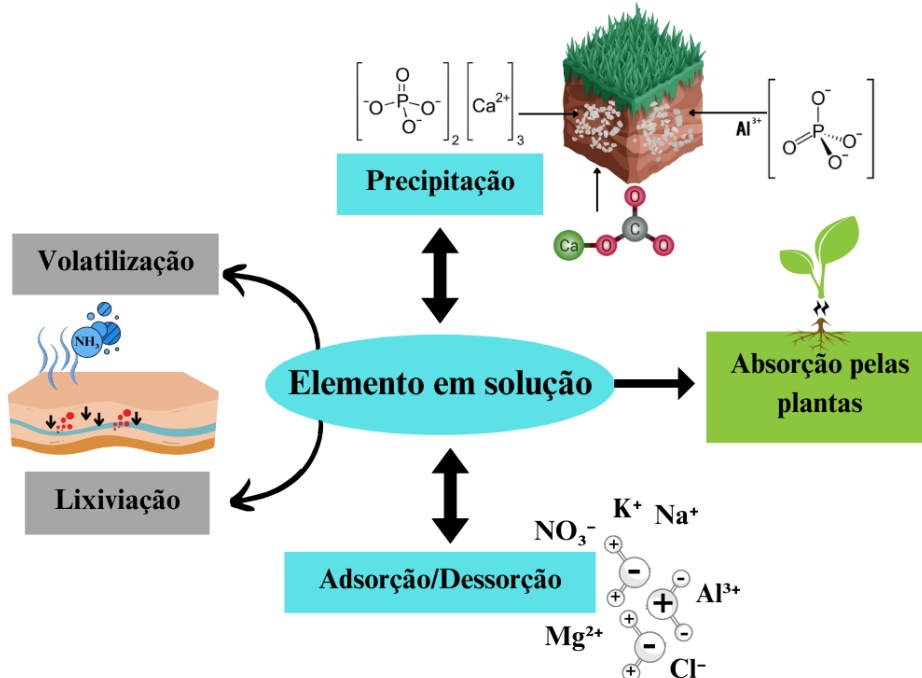 O
⁻O P O⁻
O⁻
2
Ca²⁺
3
Al³⁺
O⁻
P
O
O⁻
O⁻
Precipitação
O
C
Ca O O
Volatilização
NH₃
Elemento em solução
Absorção pelas
plantas
Lixiviação
Adsorção/Dessorção
K⁺
Na⁺
NO₃⁻
+
-
+
-
+
Al³⁺
-
+
Mg²⁺
-
+
Cl⁻